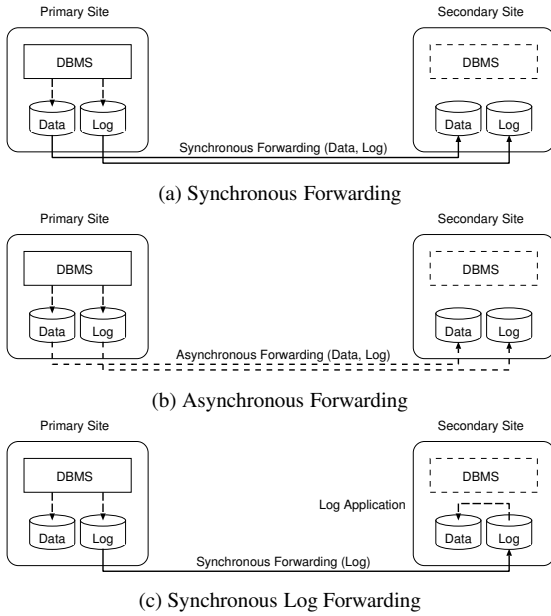 Primary Site
Secondary Site
DBMS
DBMS
Data
Log
Data
Log
Synchronous Forwarding (Data, Log)
(a) Synchronous Forwarding
Primary Site
Secondary Site
DBMS
DBMS
Data
Log
Data
Log
Asynchronous Forwarding (Data, Log)
(b) Asynchronous Forwarding
Primary Site
Secondary Site
DBMS
DBMS
Log Application
Data
Log
Data
Log
Synchronous Forwarding (Log)
(c) Synchronous Log Forwarding